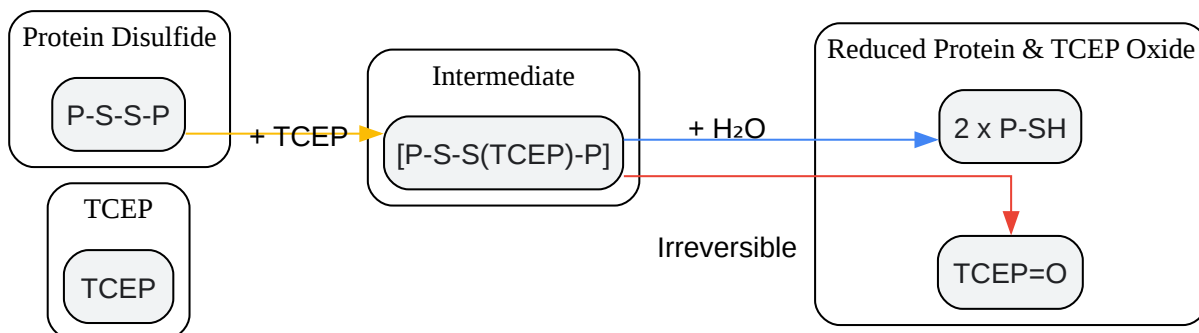 Protein Disulfide
P-S-S-P
TCEP
TCEP
+ TCEP
Intermediate
[P-S-S(TCEP)-P]
+ H₂O
Irreversible
Reduced Protein & TCEP Oxide
2 x P-SH
TCEP=O